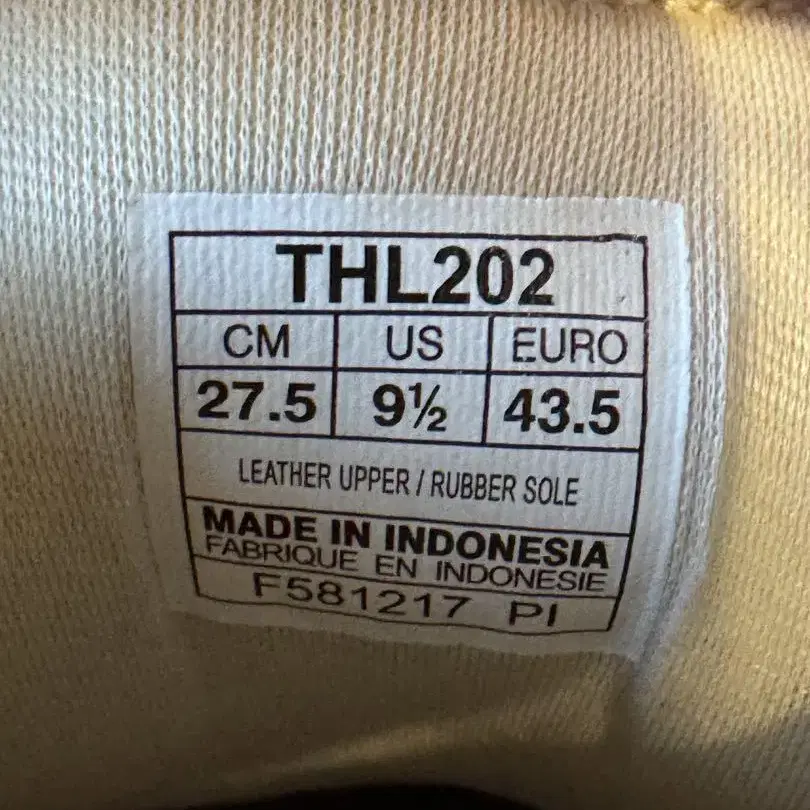 THL202
CM US EURO
27.5 9½ 43.5
LEATHER UPPER / RUBBER SOLE
MADE IN INDONESIA
FABRIQUE EN INDONESIE
F581217 PI